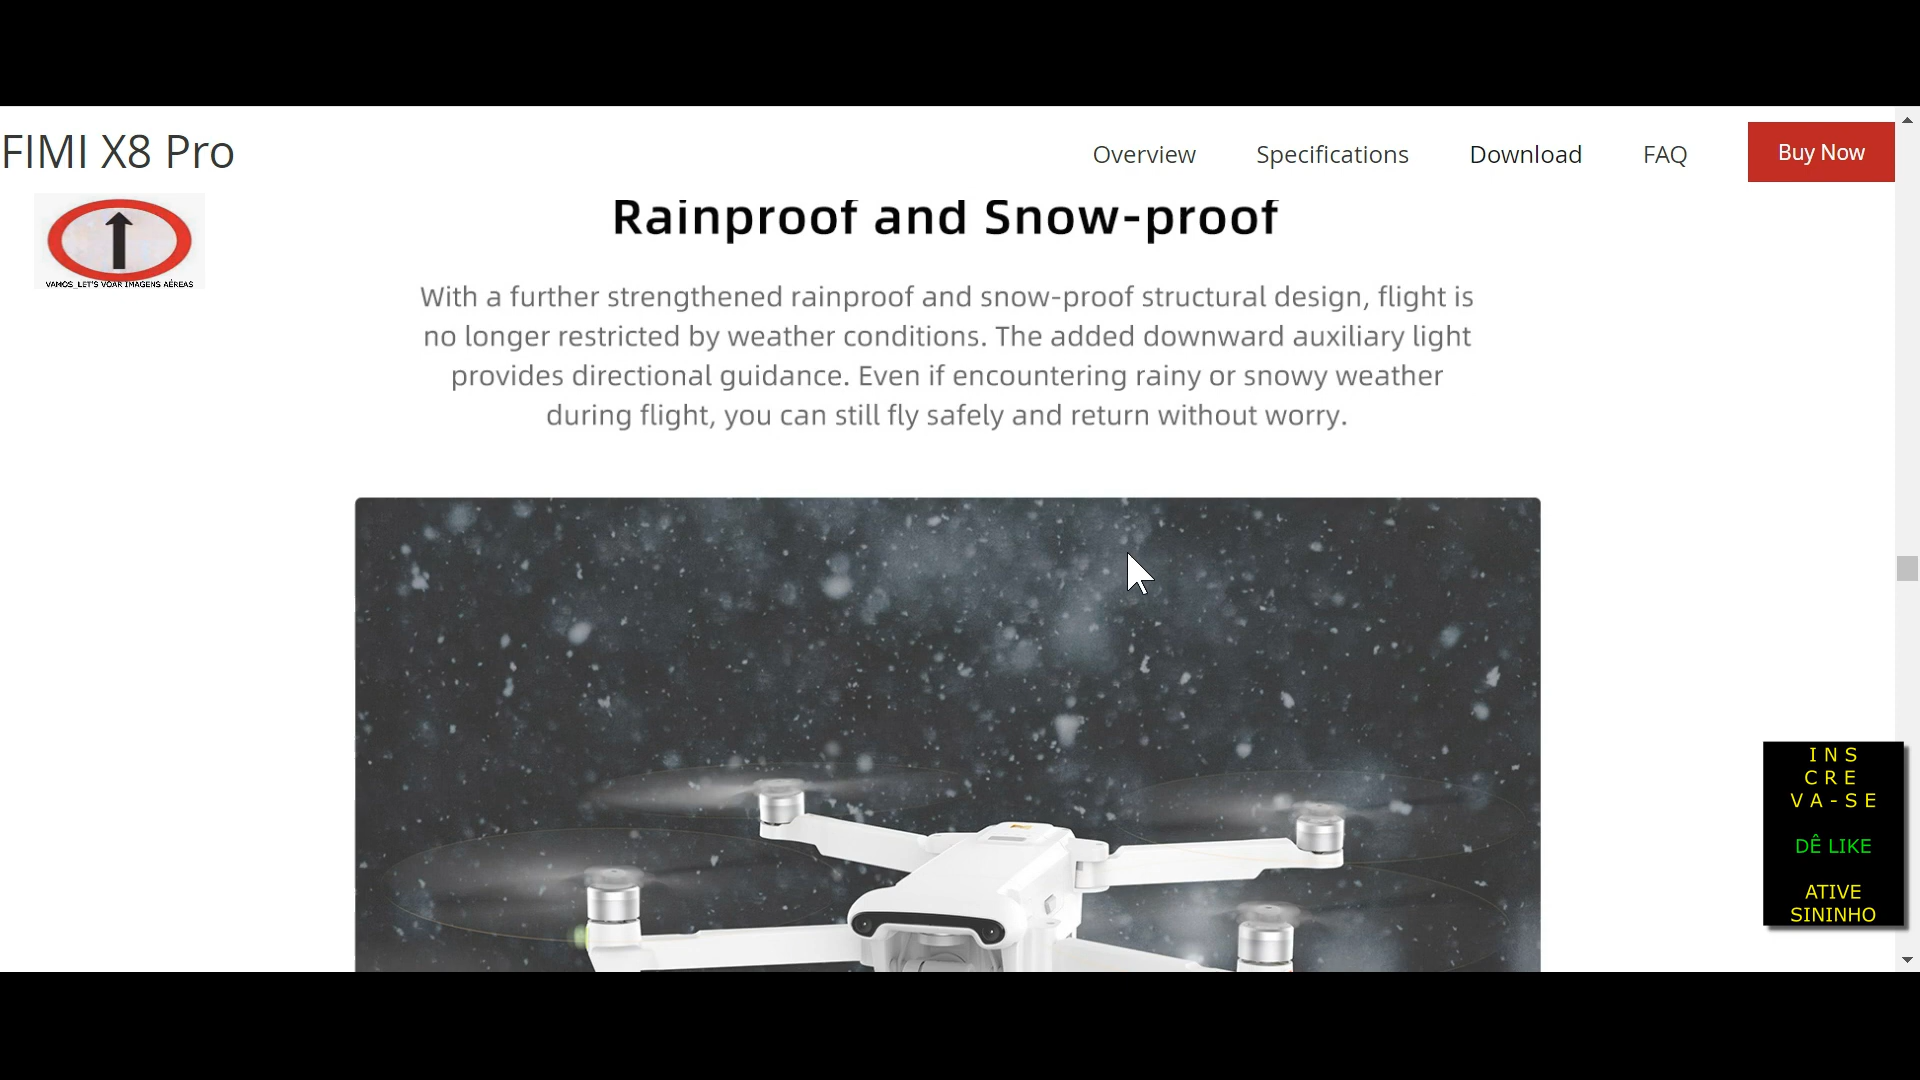 FIMI X8 Pro
Overview
Specifications
Download
FAQ
Buy Now
VAMOS_LET'S VOAR IMAGENS AÉREAS
Rainproof and Snow-proof
With a further strengthened rainproof and snow-proof structural design, flight is
no longer restricted by weather conditions. The added downward auxiliary light
provides directional guidance. Even if encountering rainy or snowy weather
during flight, you can still fly safely and return without worry.
INS
CRE
VA-SE
DÊ LIKE
ATIVE
SININHO